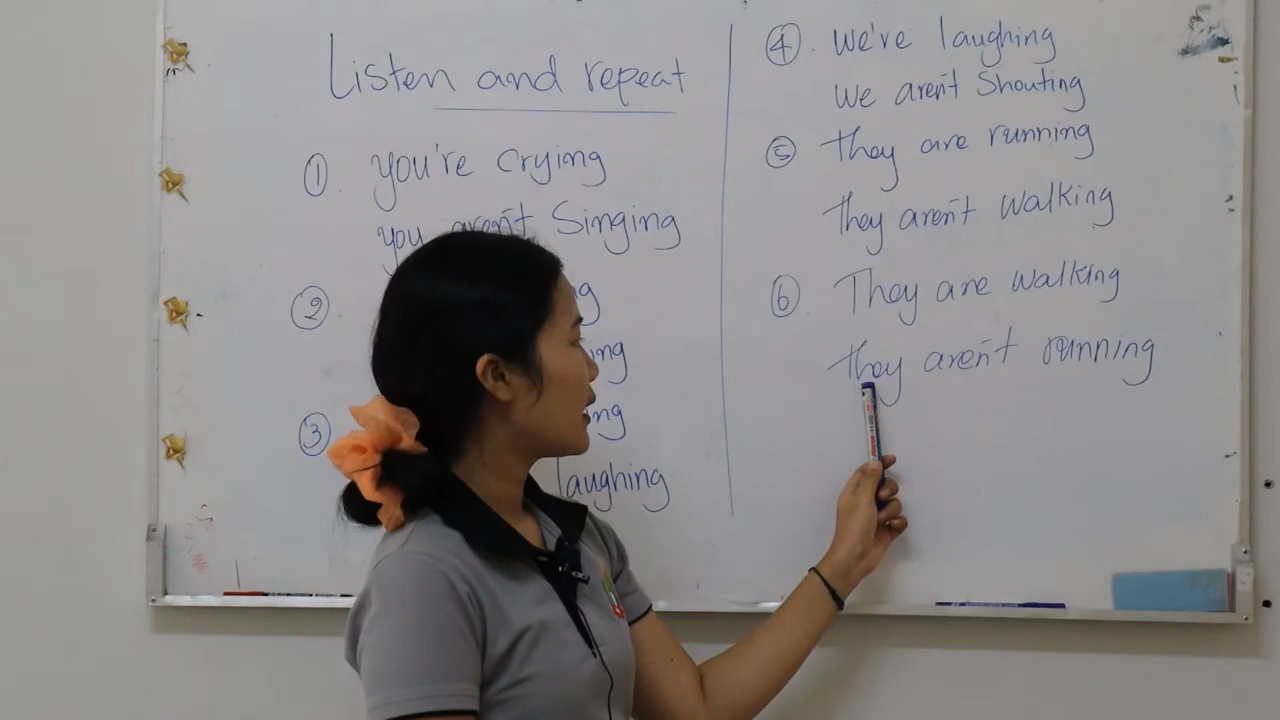 Listen and repeat
① . you're crying
you aren't Singing
② .
③
laughing
④ . We're laughing
We aren't Shouting
⑤ they are running
they aren't walking
⑥ They are walking
they aren't running